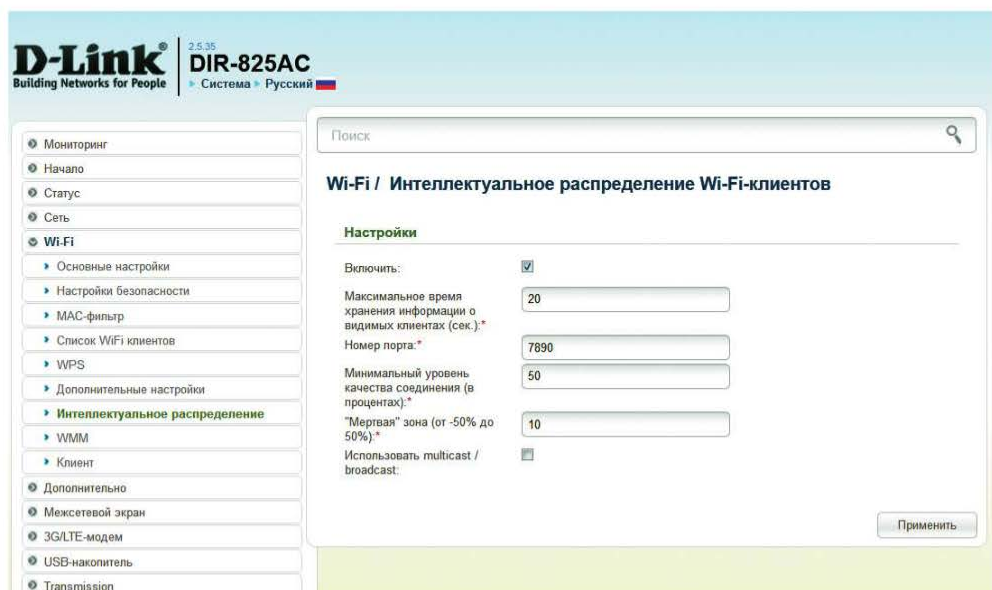 D-Link®
Building Networks for People
2.5.35
DIR-825AC
Система Русский
Мониторинг
Начало
Статус
Сеть
Wi-Fi
Основные настройки
Настройки безопасности
MAC-фильтр
Список WiFi клиентов
WPS
Дополнительные настройки
Интеллектуальное распределение
WMM
Клиент
Дополнительно
Межсетевой экран
3G/LTE-модем
USB-накопитель
Transmission
Поиск
Wi-Fi / Интеллектуальное распределение Wi-Fi-клиентов
Настройки
Включить:
Максимальное время
хранения информации о
видимых клиентах (сек.):*
20
Номер порта:*
7890
Минимальный уровень
качества соединения (в
процентах):*
50
"Мертвая" зона (от -50% до
50%):*
10
Использовать multicast /
broadcast:
Применить